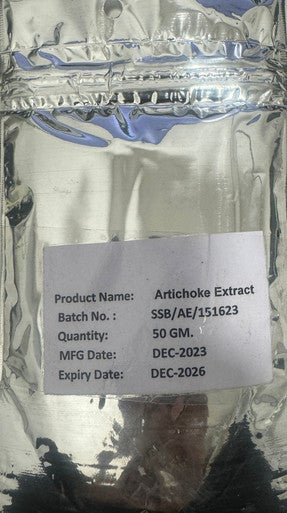 Product Name: Artichoke Extract
Batch No. : SSB/AE/151623
Quantity: 50 GM.
MFG Date: DEC-2023
Expiry Date: DEC-2026